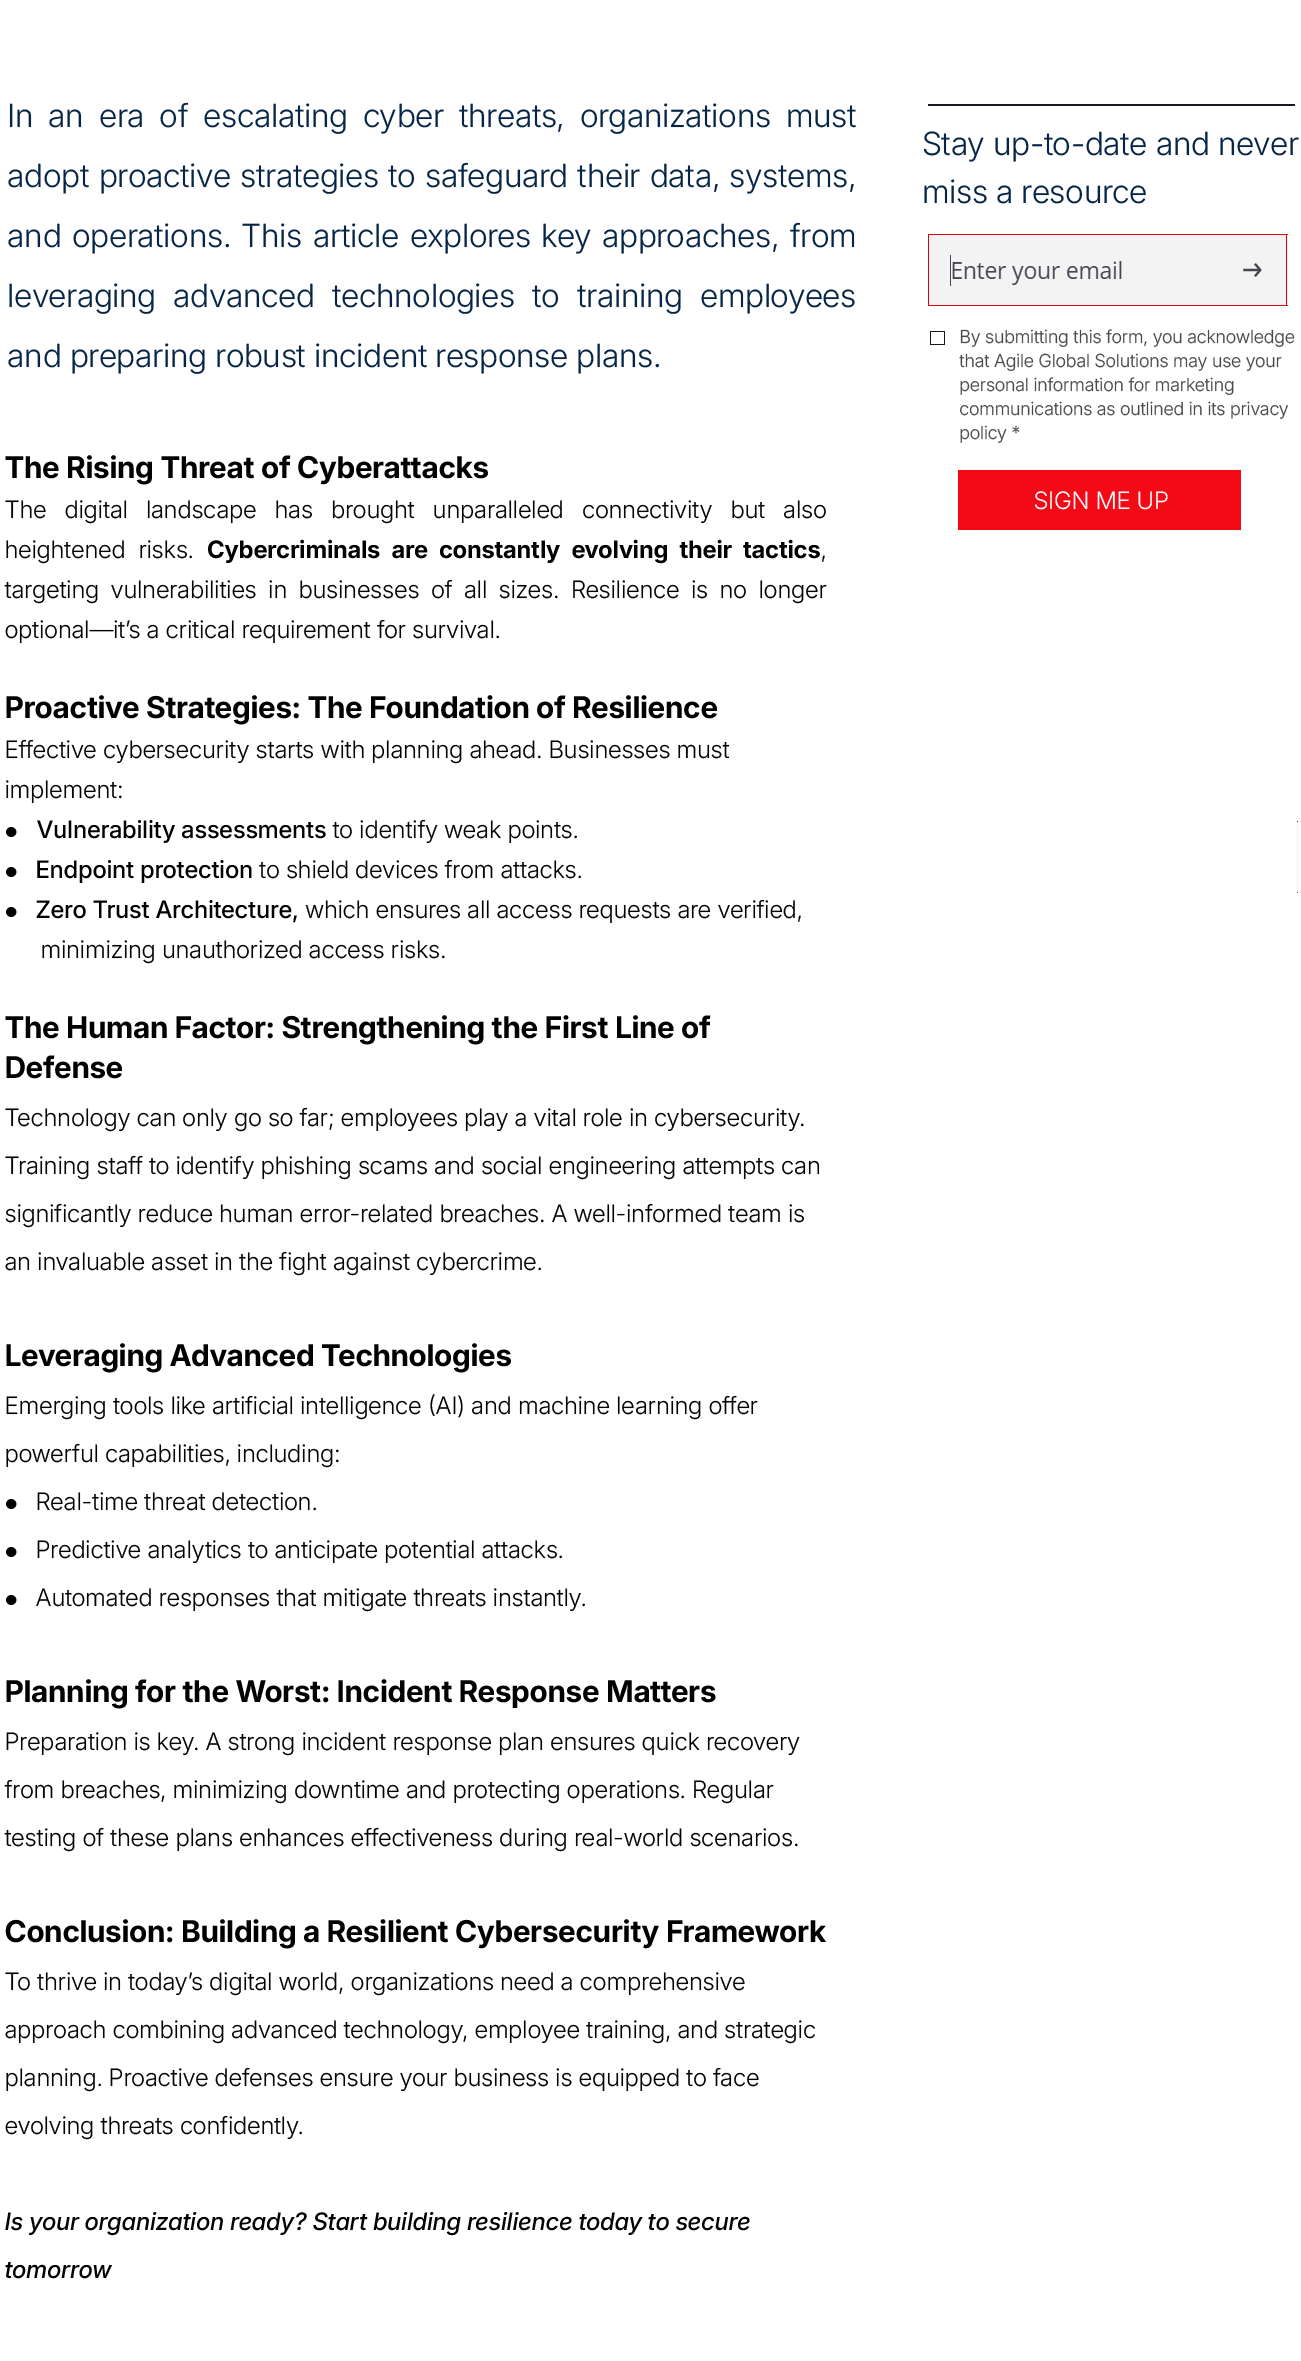 In an era of escalating cyber threats, organizations must
adopt proactive strategies to safeguard their data, systems,
and operations. This article explores key approaches, from
leveraging advanced technologies to training employees
and preparing robust incident response plans.
The Rising Threat of Cyberattacks
The digital landscape has brought unparalleled connectivity but also
heightened risks. Cybercriminals are constantly evolving their tactics,
targeting vulnerabilities in businesses of all sizes. Resilience is no longer
optional—it’s a critical requirement for survival.
Proactive Strategies: The Foundation of Resilience
Effective cybersecurity starts with planning ahead. Businesses must
implement:
● Vulnerability assessments to identify weak points.
● Endpoint protection to shield devices from attacks.
● Zero Trust Architecture, which ensures all access requests are verified,
minimizing unauthorized access risks.
The Human Factor: Strengthening the First Line of
Defense
Technology can only go so far; employees play a vital role in cybersecurity.
Training staff to identify phishing scams and social engineering attempts can
significantly reduce human error-related breaches. A well-informed team is
an invaluable asset in the fight against cybercrime.
Leveraging Advanced Technologies
Emerging tools like artificial intelligence (AI) and machine learning offer
powerful capabilities, including:
● Real-time threat detection.
● Predictive analytics to anticipate potential attacks.
● Automated responses that mitigate threats instantly.
Planning for the Worst: Incident Response Matters
Preparation is key. A strong incident response plan ensures quick recovery
from breaches, minimizing downtime and protecting operations. Regular
testing of these plans enhances effectiveness during real-world scenarios.
Conclusion: Building a Resilient Cybersecurity Framework
To thrive in today’s digital world, organizations need a comprehensive
approach combining advanced technology, employee training, and strategic
planning. Proactive defenses ensure your business is equipped to face
evolving threats confidently.
Is your organization ready? Start building resilience today to secure
tomorrow
Stay up-to-date and never
miss a resource
Enter your email →
By submitting this form, you acknowledge
that Agile Global Solutions may use your
personal information for marketing
communications as outlined in its privacy
policy *
SIGN ME UP